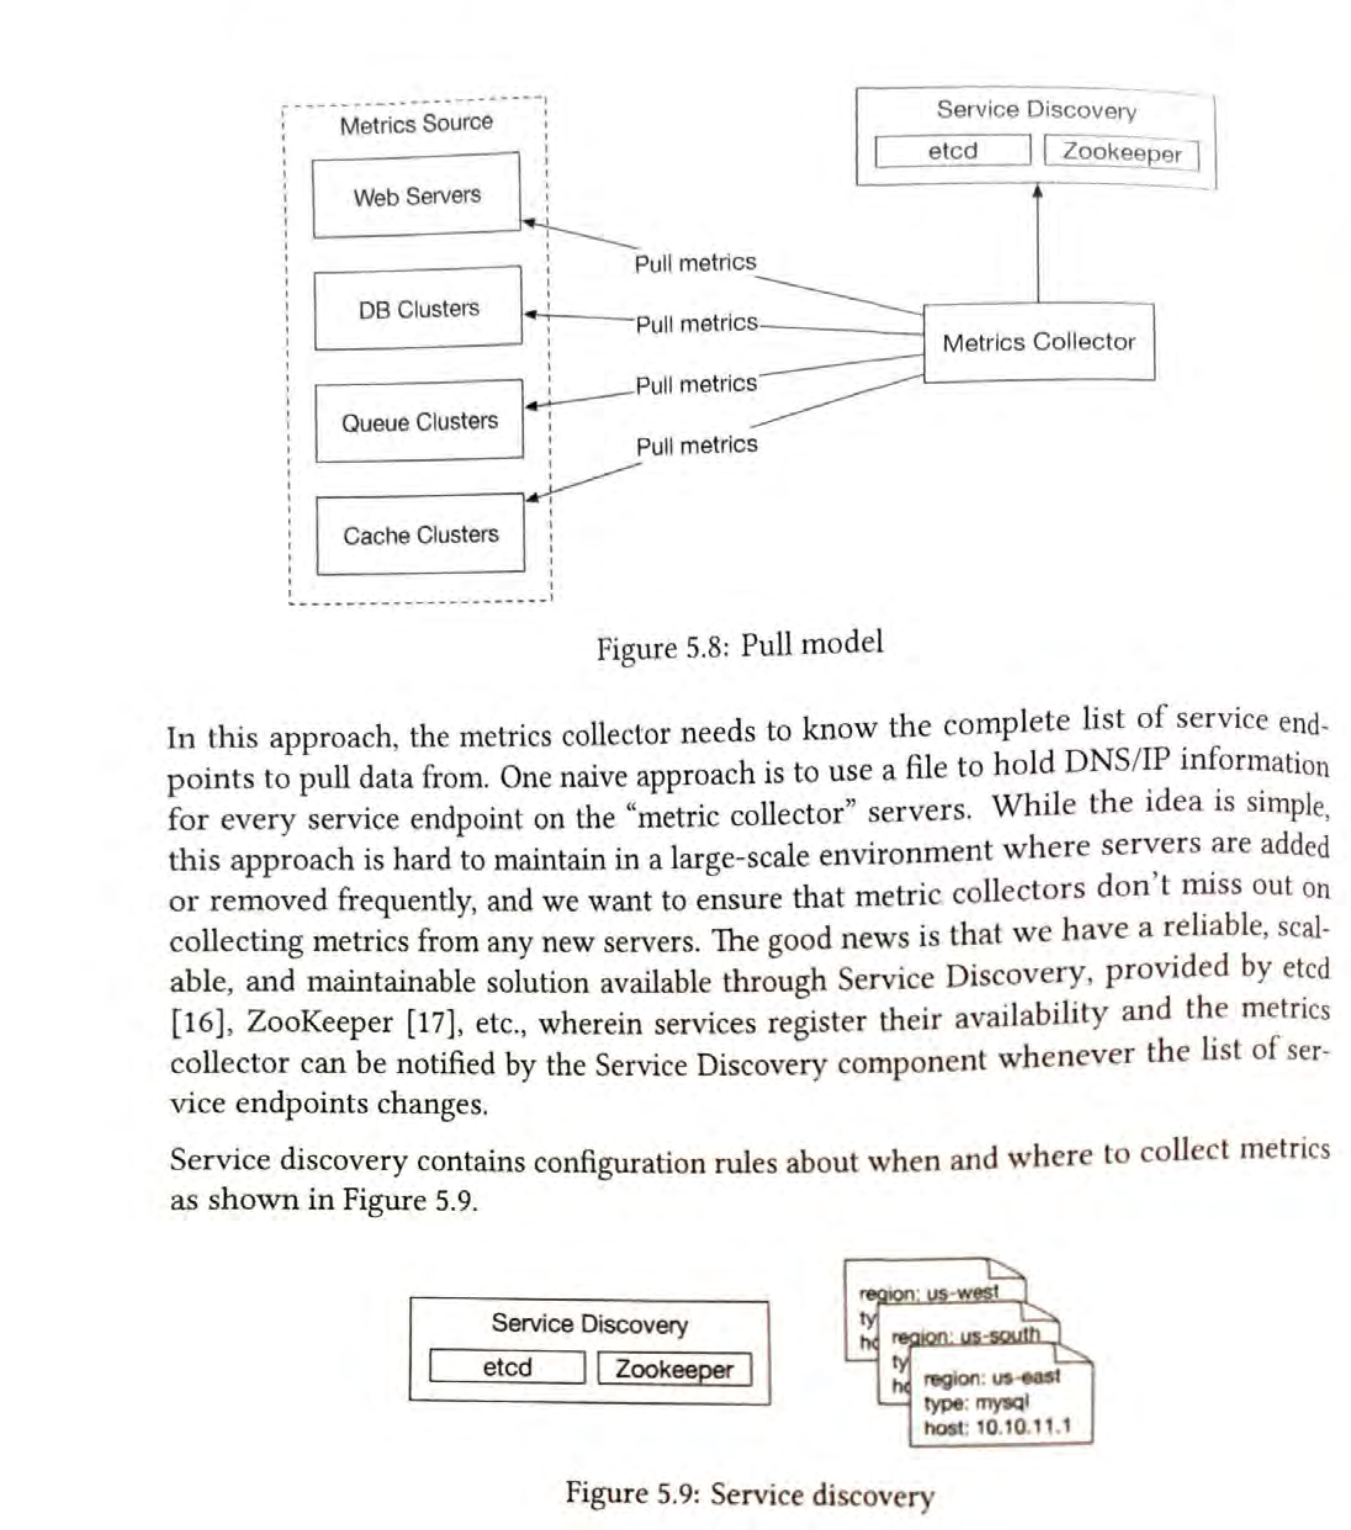 Metrics Source
Web Servers
DB Clusters
Queue Clusters
Cache Clusters
Pull metrics
Pull metrics
Pull metrics
Pull metrics
Service Discovery
etcd
Zookeeper
Metrics Collector
Figure 5.8: Pull model
In this approach, the metrics collector needs to know the complete list of service end-
points to pull data from. One naive approach is to use a file to hold DNS/IP information
for every service endpoint on the “metric collector” servers. While the idea is simple,
this approach is hard to maintain in a large-scale environment where servers are added
or removed frequently, and we want to ensure that metric collectors don’t miss out on
collecting metrics from any new servers. The good news is that we have a reliable, scal-
able, and maintainable solution available through Service Discovery, provided by etcd
[16], ZooKeeper [17], etc., wherein services register their availability and the metrics
collector can be notified by the Service Discovery component whenever the list of ser-
vice endpoints changes.
Service discovery contains configuration rules about when and where to collect metrics
as shown in Figure 5.9.
Service Discovery
etcd
Zookeeper
region: us-west
ty
ho
region: us-south
ty
ho
region: us-east
type: mysql
host: 10.10.11.1
Figure 5.9: Service discovery